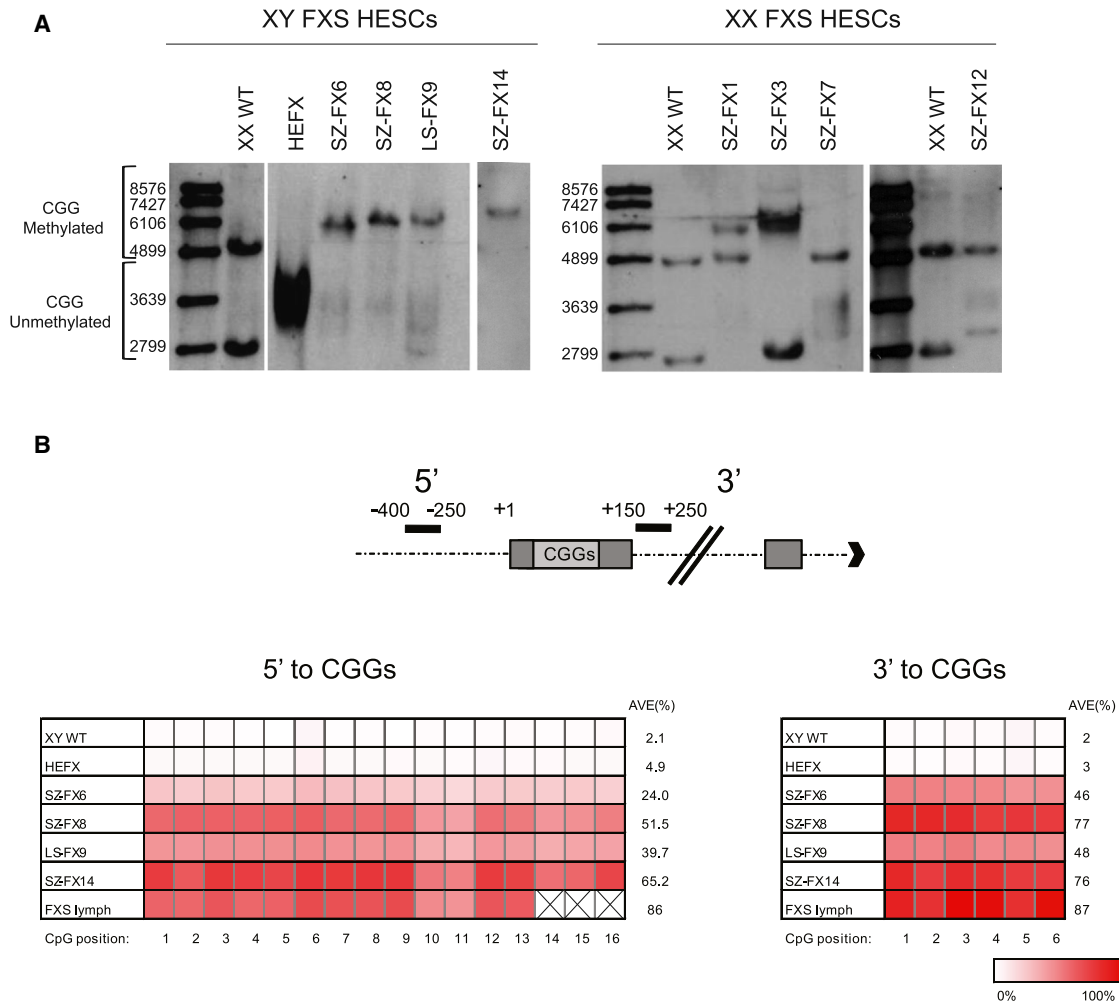 A
XY FXS HESCs
XX FXS HESCs
XX WT
HEFX
SZ-FX6
SZ-FX8
LS-FX9
SZ-FX14
XX WT
SZ-FX1
SZ-FX3
SZ-FX7
XX WT
SZ-FX12
CGG
Methylated
CGG
Unmethylated
8576
7427
6106
4899
3639
2799
8576
7427
6106
4899
3639
2799
B
5’ 3’
-400 -250 +1 +150 +250
CGGs
5’ to CGGs
AVE(%)
XY WT 2.1
HEFX 4.9
SZ-FX6 24.0
SZ-FX8 51.5
LS-FX9 39.7
SZ-FX14 65.2
FXS lymph 86
CpG position: 1 2 3 4 5 6 7 8 9 10 11 12 13 14 15 16
3’ to CGGs
AVE(%)
XY WT 2
HEFX 3
SZ-FX6 46
SZ-FX8 77
LS-FX9 48
SZ-FX14 76
FXS lymph 87
CpG position: 1 2 3 4 5 6
0% 100%